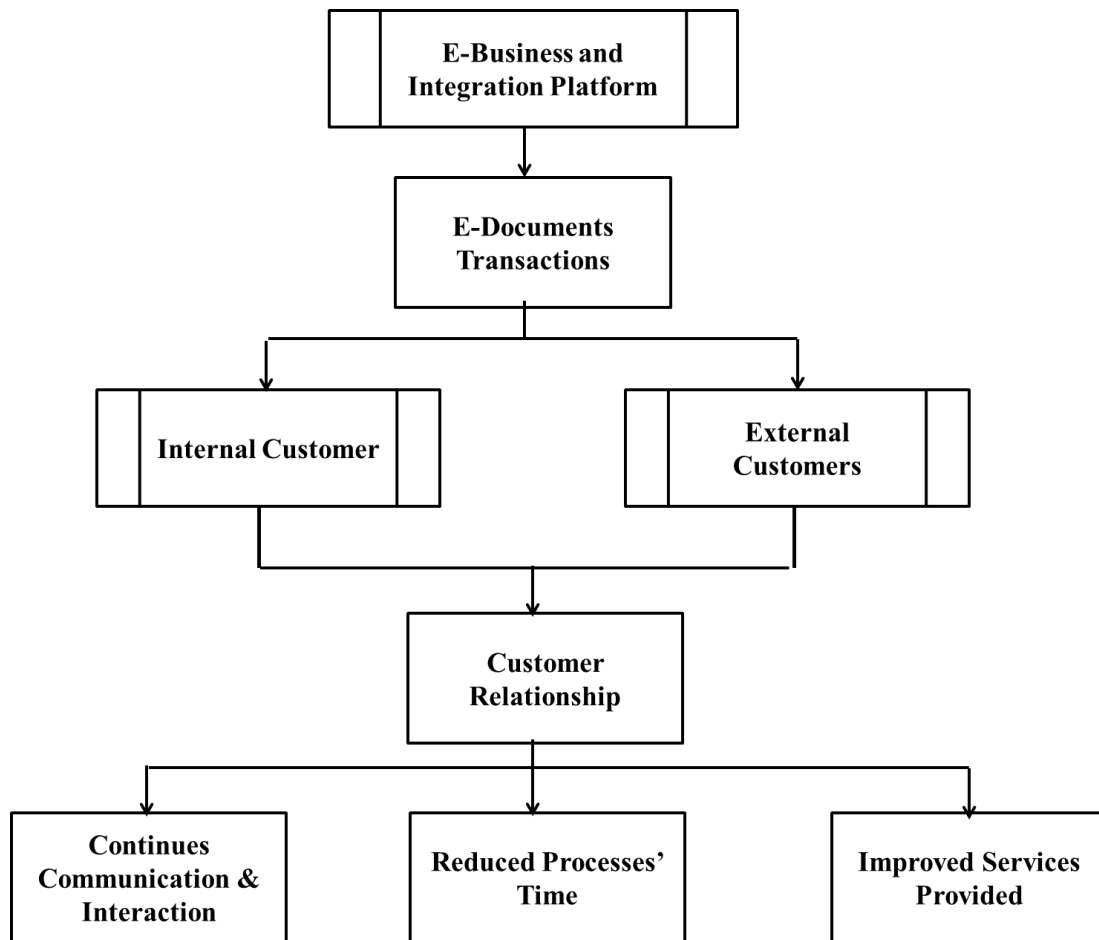 E-Business and
Integration Platform
E-Documents
Transactions
Internal Customer
External
Customers
Customer
Relationship
Continues
Communication &
Interaction
Reduced Processes’
Time
Improved Services
Provided